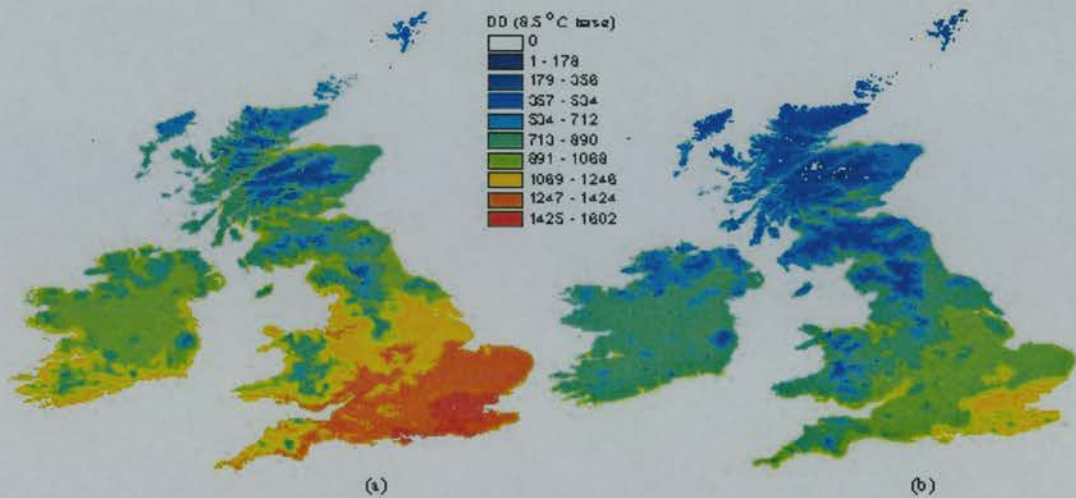 DD (8.5°C base)
0
1 - 178
179 - 356
357 - 534
534 - 712
713 - 890
891 - 1068
1069 - 1246
1247 - 1424
1425 - 1602
(a)
(b)